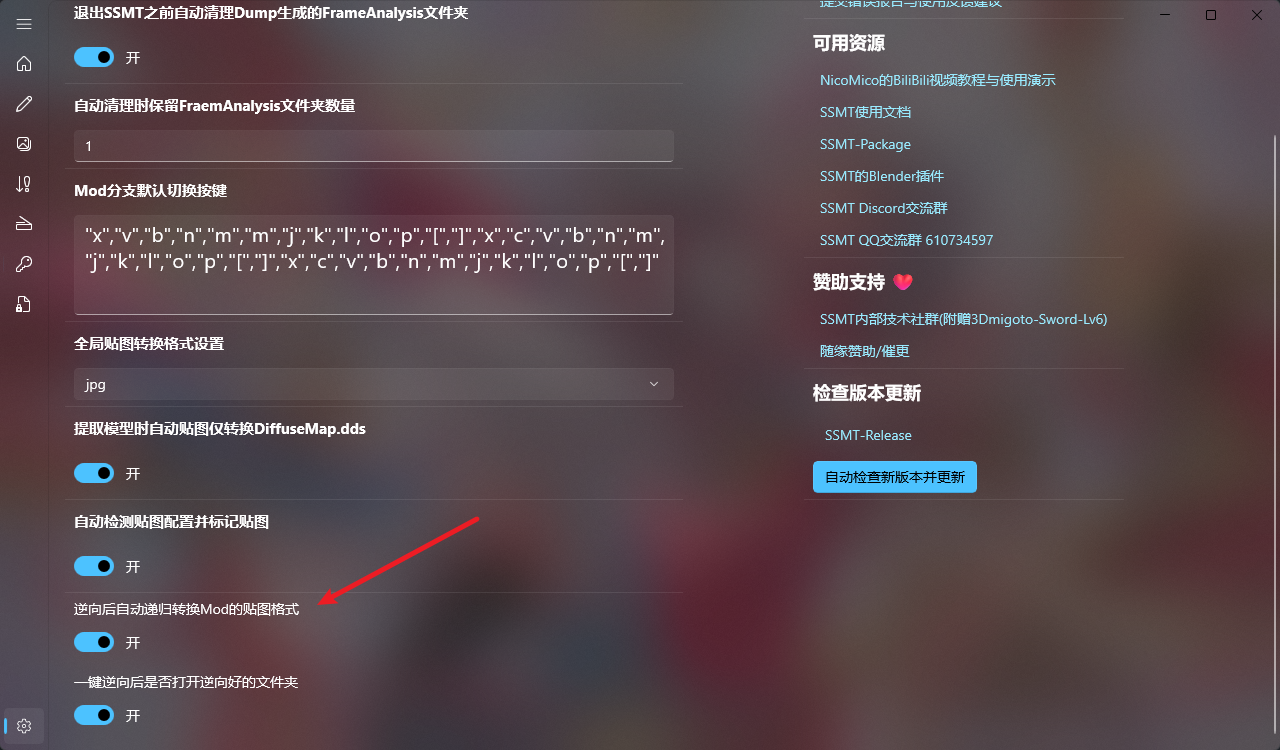 退出SSMT之前自动清理Dump生成的FrameAnalysis文件夹
开
自动清理时保留FraemAnalysis文件夹数量
1
Mod分支默认切换按键
"x","v","b","n","m","m","j","k","l","o","p","[","]","x","c","v","b","n","m",
"j","k","l","o","p","[","]","x","c","v","b","n","m","j","k","l","o","p","[","]"
全局贴图转换格式设置
jpg
提取模型时自动贴图仅转换DiffuseMap.dds
开
自动检测贴图配置并标记贴图
开
逆向后自动递归转换Mod的贴图格式
开
一键逆向后是否打开逆向好的文件夹
开
提交错误报告与使用反馈建议
可用资源
NicoMico的BiliBili视频教程与使用演示
SSMT使用文档
SSMT-Package
SSMT的Blender插件
SSMT Discord交流群
SSMT QQ交流群 610734597
赞助支持
SSMT内部技术社群(附赠3Dmigoto-Sword-Lv6)
随缘赞助/催更
检查版本更新
SSMT-Release
自动检查新版本并更新